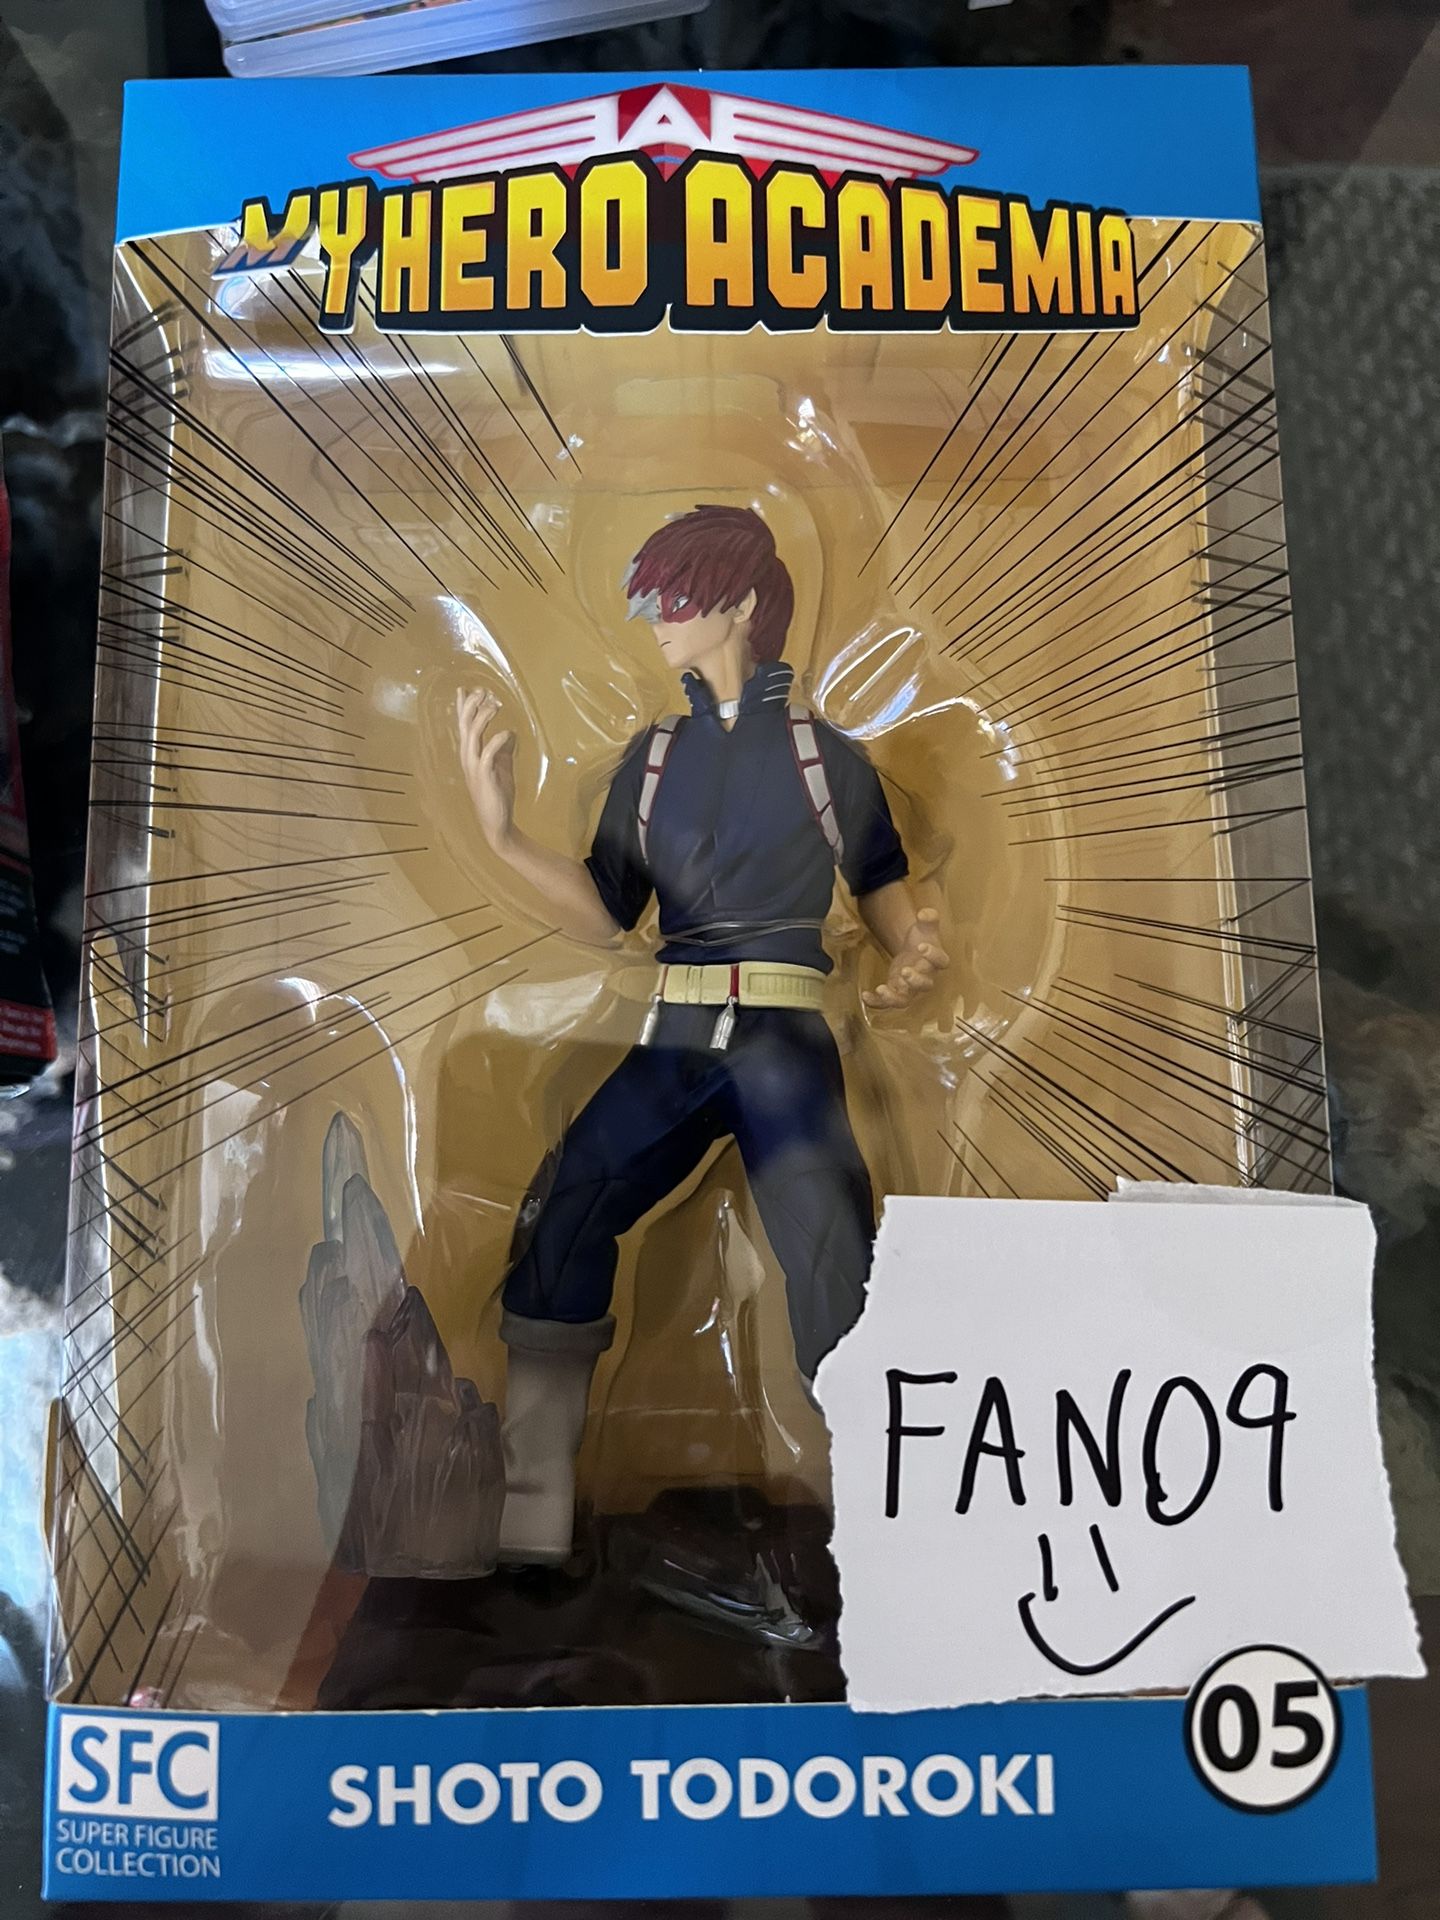 A
MY HERO ACADEMIA
FAN09
05
SFC
SUPER FIGURE
COLLECTION
SHOTO TODOROKI